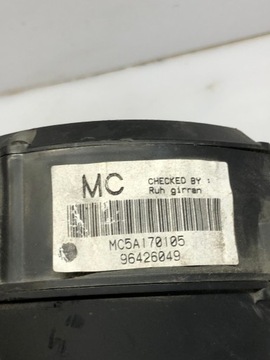 MC
CHECKED BY :
Ruh girran
MC5A170105
96426049